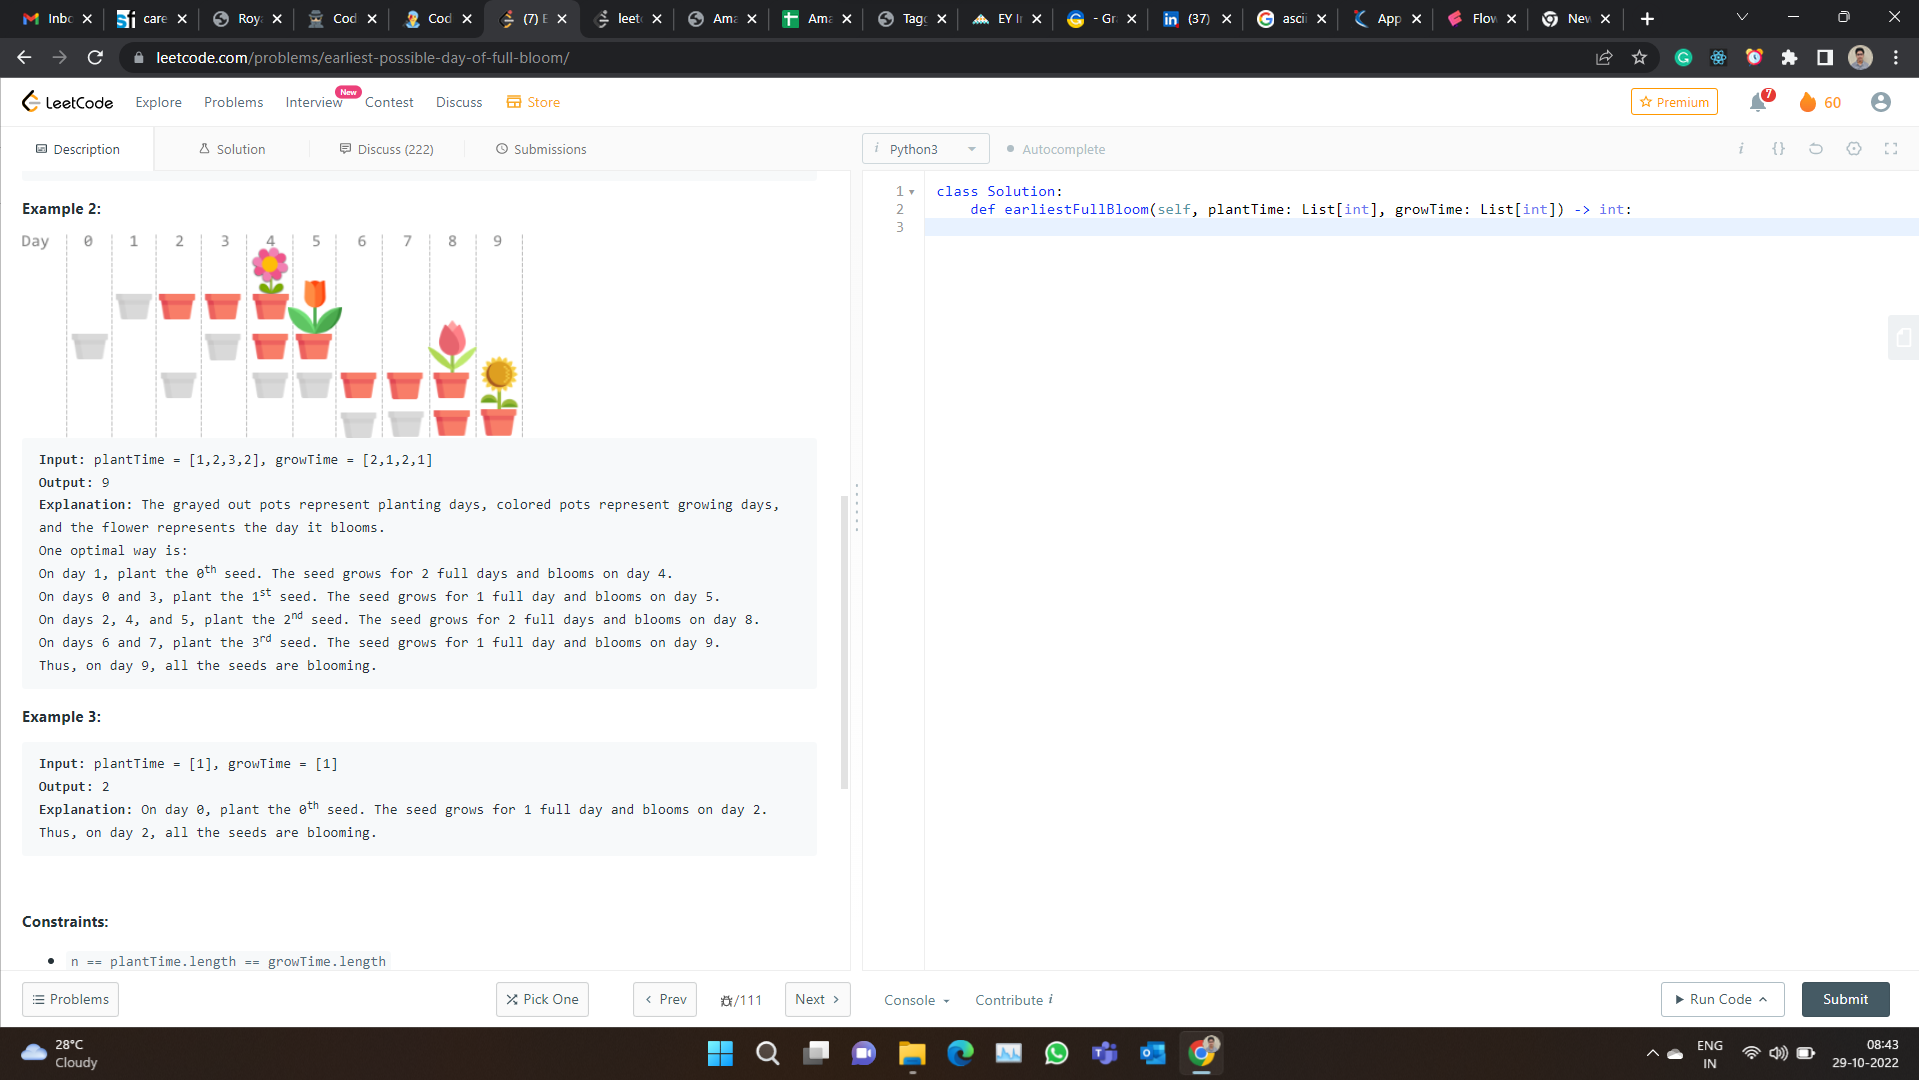 Inbc
care
Roy
Cod
Cod
(7) E
leet
Ama
Ama
Tag
EY I
- Gr
(37)
ascii
App
Flow
New
leetcode.com/problems/earliest-possible-day-of-full-bloom/
LeetCode
Explore
Problems
Interview
New
Contest
Discuss
Store
Premium
7
60
Description
Solution
Discuss (222)
Submissions
i Python3
Autocomplete
i {}
Example 2:
Day 0 1 2 3 4 5 6 7 8 9
Input: plantTime = [1,2,3,2], growTime = [2,1,2,1]
Output: 9
Explanation: The grayed out pots represent planting days, colored pots represent growing days,
and the flower represents the day it blooms.
One optimal way is:
On day 1, plant the 0th seed. The seed grows for 2 full days and blooms on day 4.
On days 0 and 3, plant the 1st seed. The seed grows for 1 full day and blooms on day 5.
On days 2, 4, and 5, plant the 2nd seed. The seed grows for 2 full days and blooms on day 8.
On days 6 and 7, plant the 3rd seed. The seed grows for 1 full day and blooms on day 9.
Thus, on day 9, all the seeds are blooming.
Example 3:
Input: plantTime = [1], growTime = [1]
Output: 2
Explanation: On day 0, plant the 0th seed. The seed grows for 1 full day and blooms on day 2.
Thus, on day 2, all the seeds are blooming.
Constraints:
n == plantTime.length == growTime.length
1 class Solution:
2 def earliestFullBloom(self, plantTime: List[int], growTime: List[int]) -> int:
3
Problems
Pick One
Prev
/111
Next
Console
Contribute i
Run Code
Submit
28°C
Cloudy
ENG
IN
08:43
29-10-2022